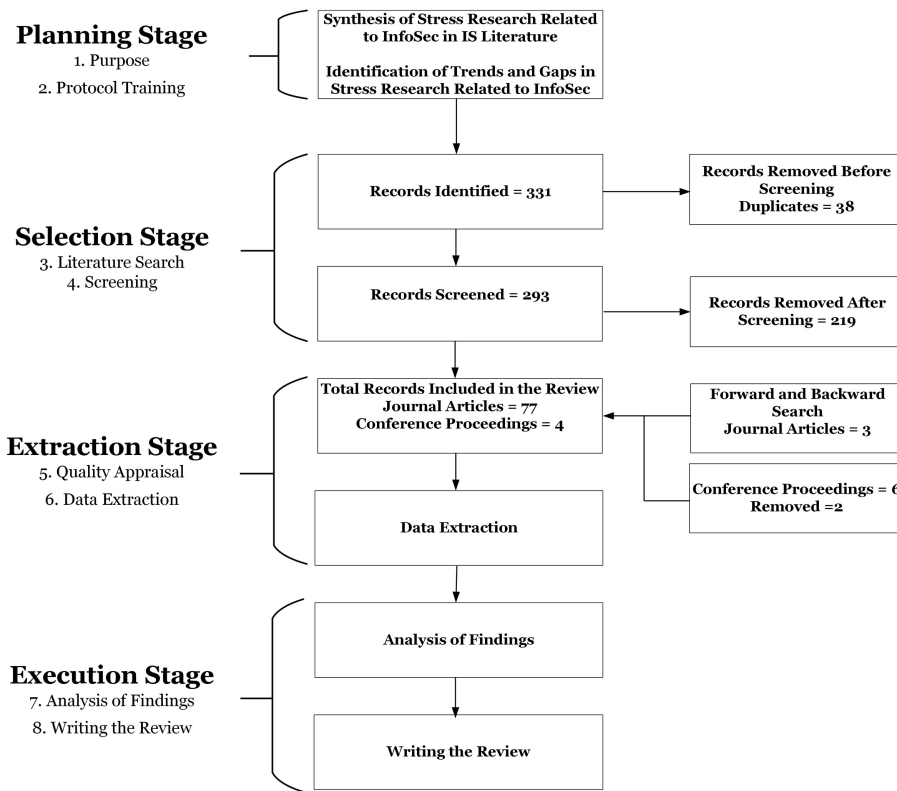 Planning Stage
1. Purpose
2. Protocol Training
Synthesis of Stress Research Related
to InfoSec in IS Literature
Identification of Trends and Gaps in
Stress Research Related to InfoSec
Selection Stage
3. Literature Search
4. Screening
Records Identified = 331
Records Removed Before
Screening
Duplicates = 38
Records Screened = 293
Records Removed After
Screening = 219
Extraction Stage
5. Quality Appraisal
6. Data Extraction
Total Records Included in the Review
Journal Articles = 77
Conference Proceedings = 4
Forward and Backward
Search
Journal Articles = 3
Conference Proceedings = 6
Removed =2
Data Extraction
Execution Stage
7. Analysis of Findings
8. Writing the Review
Analysis of Findings
Writing the Review